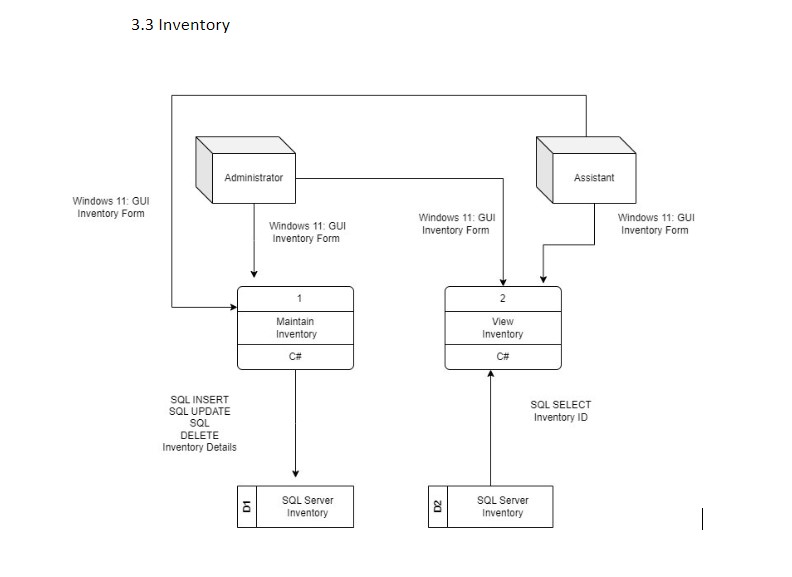 3.3 Inventory
Administrator
Assistant
Windows 11: GUI
Inventory Form
Windows 11: GUI
Inventory Form
Windows 11: GUI
Inventory Form
Windows 11: GUI
Inventory Form
1
Maintain
Inventory
C#
2
View
Inventory
C#
SQL INSERT
SQL UPDATE
SQL
DELETE
Inventory Details
SQL SELECT
Inventory ID
D1
SQL Server
Inventory
D2
SQL Server
Inventory